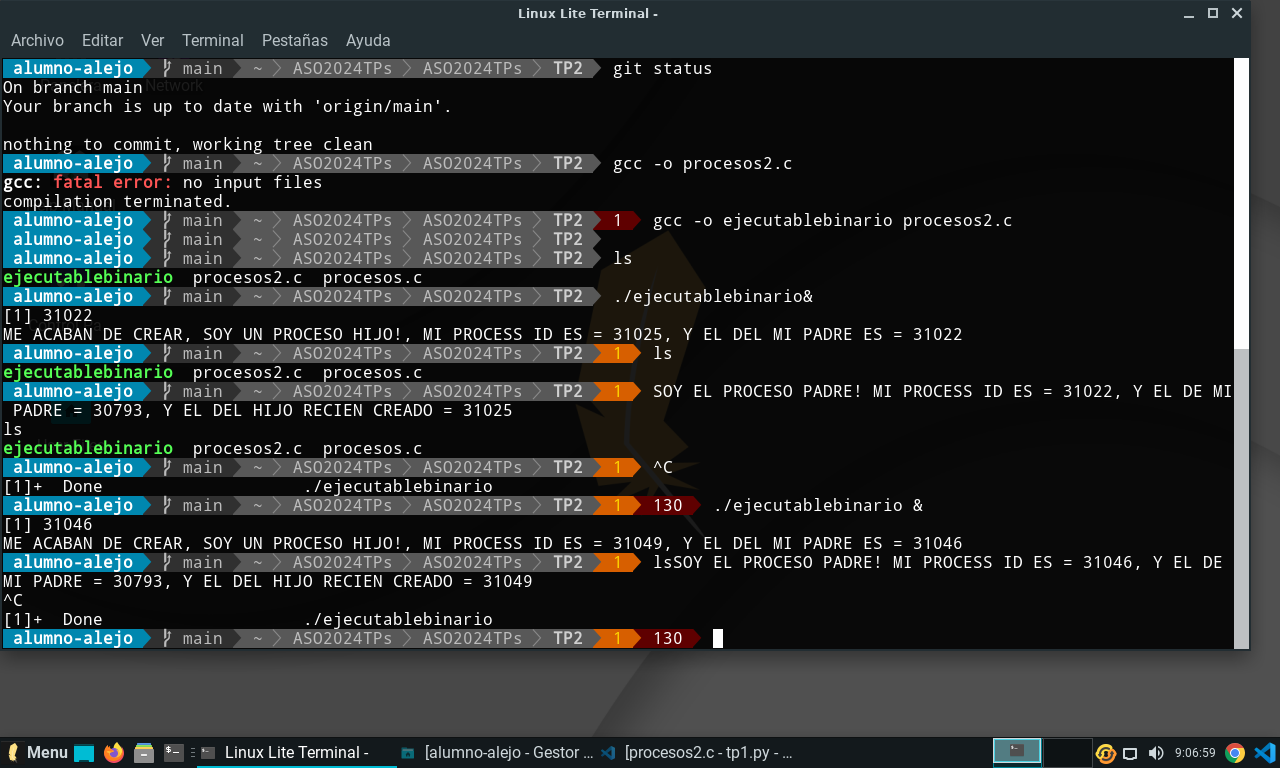 Linux Lite Terminal -
Archivo Editar Ver Terminal Pestañas Ayuda
alumno-alejo main ~ ASO2024TPs ASO2024TPs TP2 git status
On branch main
Network
Your branch is up to date with 'origin/main'.
nothing to commit, working tree clean
alumno-alejo main ~ ASO2024TPs ASO2024TPs TP2 gcc -o procesos2.c
gcc: fatal error: no input files
compilation terminated.
alumno-alejo main ~ ASO2024TPs ASO2024TPs TP2 1 gcc -o ejecutablebinario procesos2.c
alumno-alejo main ~ ASO2024TPs ASO2024TPs TP2
alumno-alejo main ~ ASO2024TPs ASO2024TPs TP2 ls
ejecutablebinario procesos2.c procesos.c
alumno-alejo main ~ ASO2024TPs ASO2024TPs TP2 ./ejecutablebinario&
[1] 31022
ME ACABAN DE CREAR, SOY UN PROCESO HIJO!, MI PROCESS ID ES = 31025, Y EL DEL MI PADRE ES = 31022
alumno-alejo main ~ ASO2024TPs ASO2024TPs TP2 1 ls
ejecutablebinario procesos2.c procesos.c
alumno-alejo main ~ ASO2024TPs ASO2024TPs TP2 1 SOY EL PROCESO PADRE! MI PROCESS ID ES = 31022, Y EL DE MI
PADRE = 30793, Y EL DEL HIJO RECIEN CREADO = 31025
ls
ejecutablebinario procesos2.c procesos.c
alumno-alejo main ~ ASO2024TPs ASO2024TPs TP2 1 ^C
[1]+ Done ./ejecutablebinario
alumno-alejo main ~ ASO2024TPs ASO2024TPs TP2 1 130 ./ejecutablebinario &
[1] 31046
ME ACABAN DE CREAR, SOY UN PROCESO HIJO!, MI PROCESS ID ES = 31049, Y EL DEL MI PADRE ES = 31046
alumno-alejo main ~ ASO2024TPs ASO2024TPs TP2 1 lsSOY EL PROCESO PADRE! MI PROCESS ID ES = 31046, Y EL DE
MI PADRE = 30793, Y EL DEL HIJO RECIEN CREADO = 31049
^C
[1]+ Done ./ejecutablebinario
alumno-alejo main ~ ASO2024TPs ASO2024TPs TP2 1 130
Menu $- $- Linux Lite Terminal - [alumno-alejo - Gestor ... [procesos2.c - tp1.py - ... 9:06:59